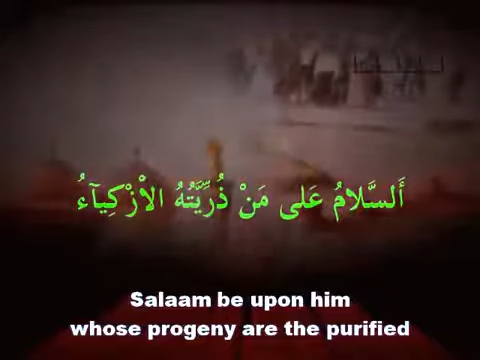 أَلسَّلامُ عَلى مَنْ ذُرِّيَّتُهُ الاْزْكِيآءُ
Salaam be upon him
whose progeny are the purified